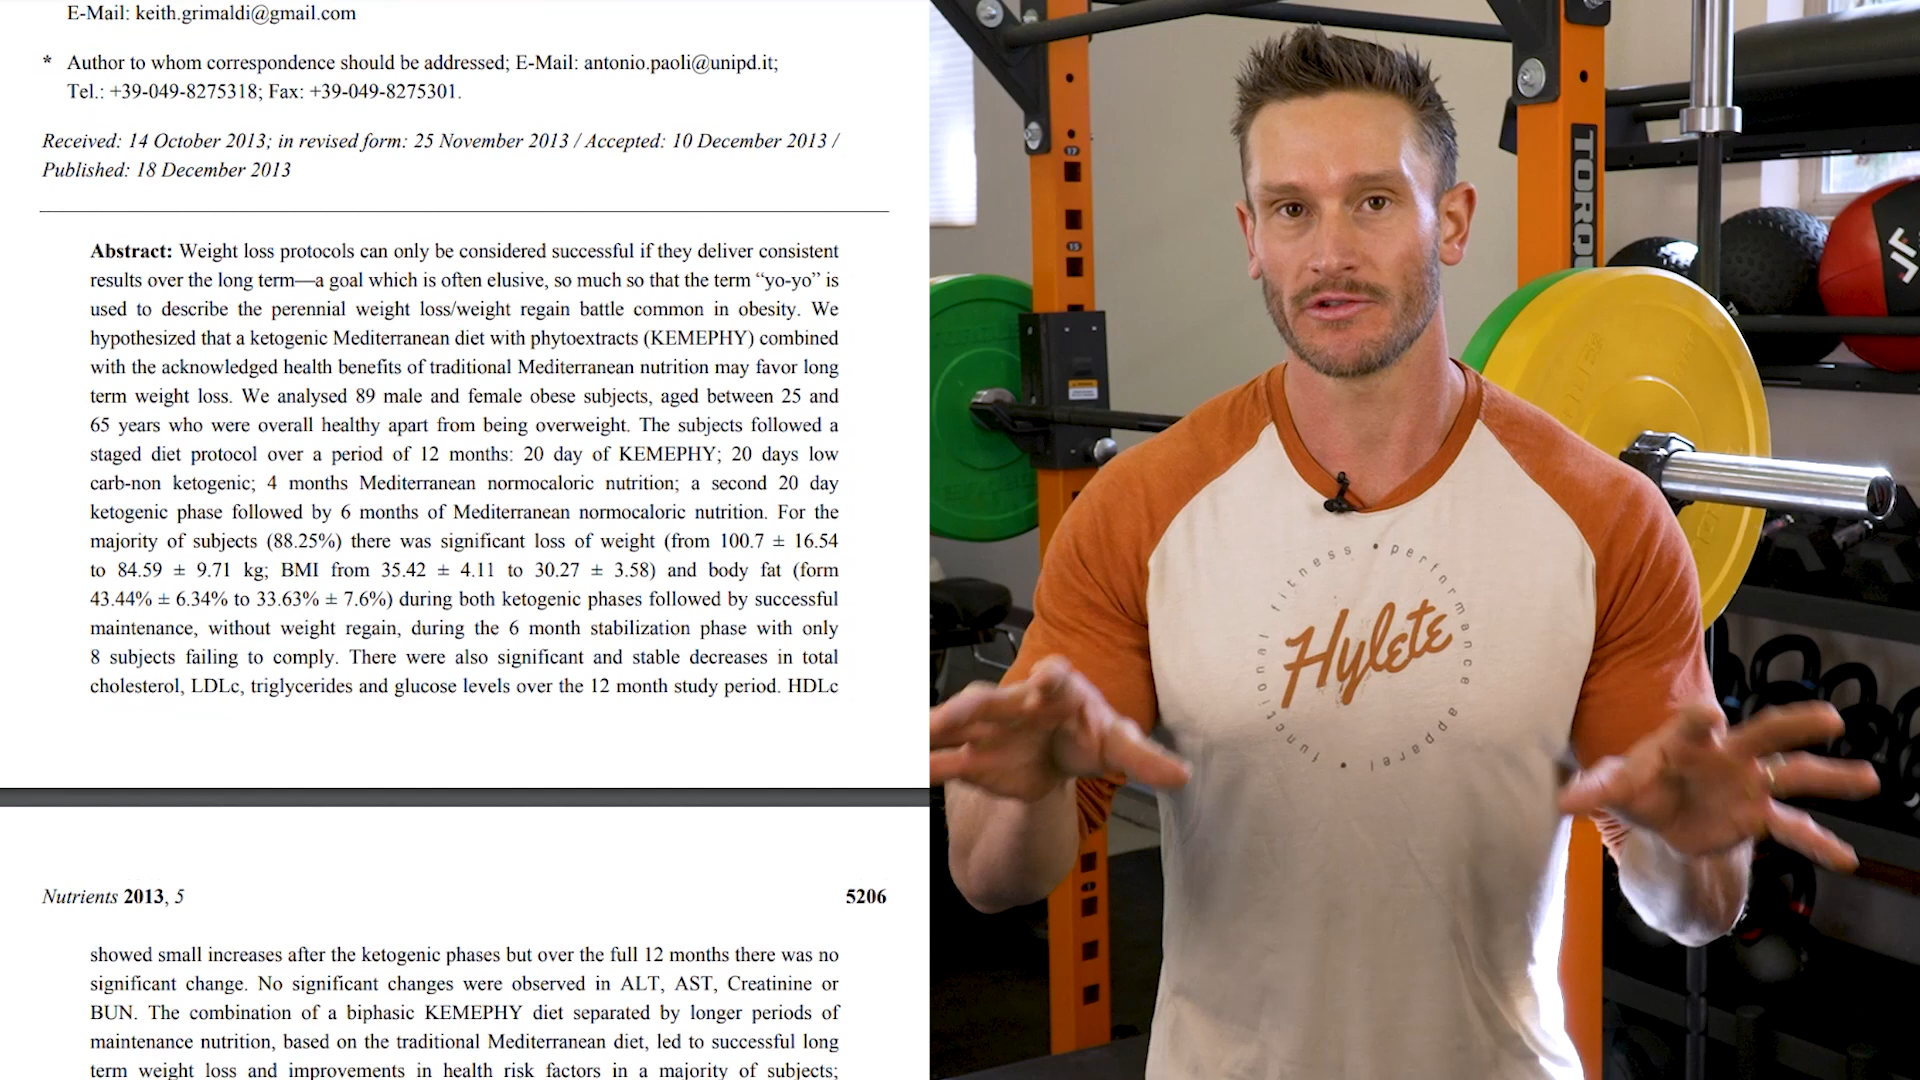 E-Mail: keith.grimaldi@gmail.com
* Author to whom correspondence should be addressed; E-Mail: antonio.paoli@unipd.it;
Tel.: +39-049-8275318; Fax: +39-049-8275301.
Received: 14 October 2013; in revised form: 25 November 2013 / Accepted: 10 December 2013 /
Published: 18 December 2013
Abstract: Weight loss protocols can only be considered successful if they deliver consistent
results over the long term—a goal which is often elusive, so much so that the term “yo-yo” is
used to describe the perennial weight loss/weight regain battle common in obesity. We
hypothesized that a ketogenic Mediterranean diet with phytoextracts (KEMEPHY) combined
with the acknowledged health benefits of traditional Mediterranean nutrition may favor long
term weight loss. We analysed 89 male and female obese subjects, aged between 25 and
65 years who were overall healthy apart from being overweight. The subjects followed a
staged diet protocol over a period of 12 months: 20 day of KEMEPHY; 20 days low
carb-non ketogenic; 4 months Mediterranean normocaloric nutrition; a second 20 day
ketogenic phase followed by 6 months of Mediterranean normocaloric nutrition. For the
majority of subjects (88.25%) there was significant loss of weight (from 100.7 ± 16.54
to 84.59 ± 9.71 kg; BMI from 35.42 ± 4.11 to 30.27 ± 3.58) and body fat (form
43.44% ± 6.34% to 33.63% ± 7.6%) during both ketogenic phases followed by successful
maintenance, without weight regain, during the 6 month stabilization phase with only
8 subjects failing to comply. There were also significant and stable decreases in total
cholesterol, LDLc, triglycerides and glucose levels over the 12 month study period. HDLc
Nutrients 2013, 5
5206
showed small increases after the ketogenic phases but over the full 12 months there was no
significant change. No significant changes were observed in ALT, AST, Creatinine or
BUN. The combination of a biphasic KEMEPHY diet separated by longer periods of
maintenance nutrition, based on the traditional Mediterranean diet, led to successful long
term weight loss and improvements in health risk factors in a majority of subjects;
17
15
TORQ
fitness • performance
Hylete
functional apparel •